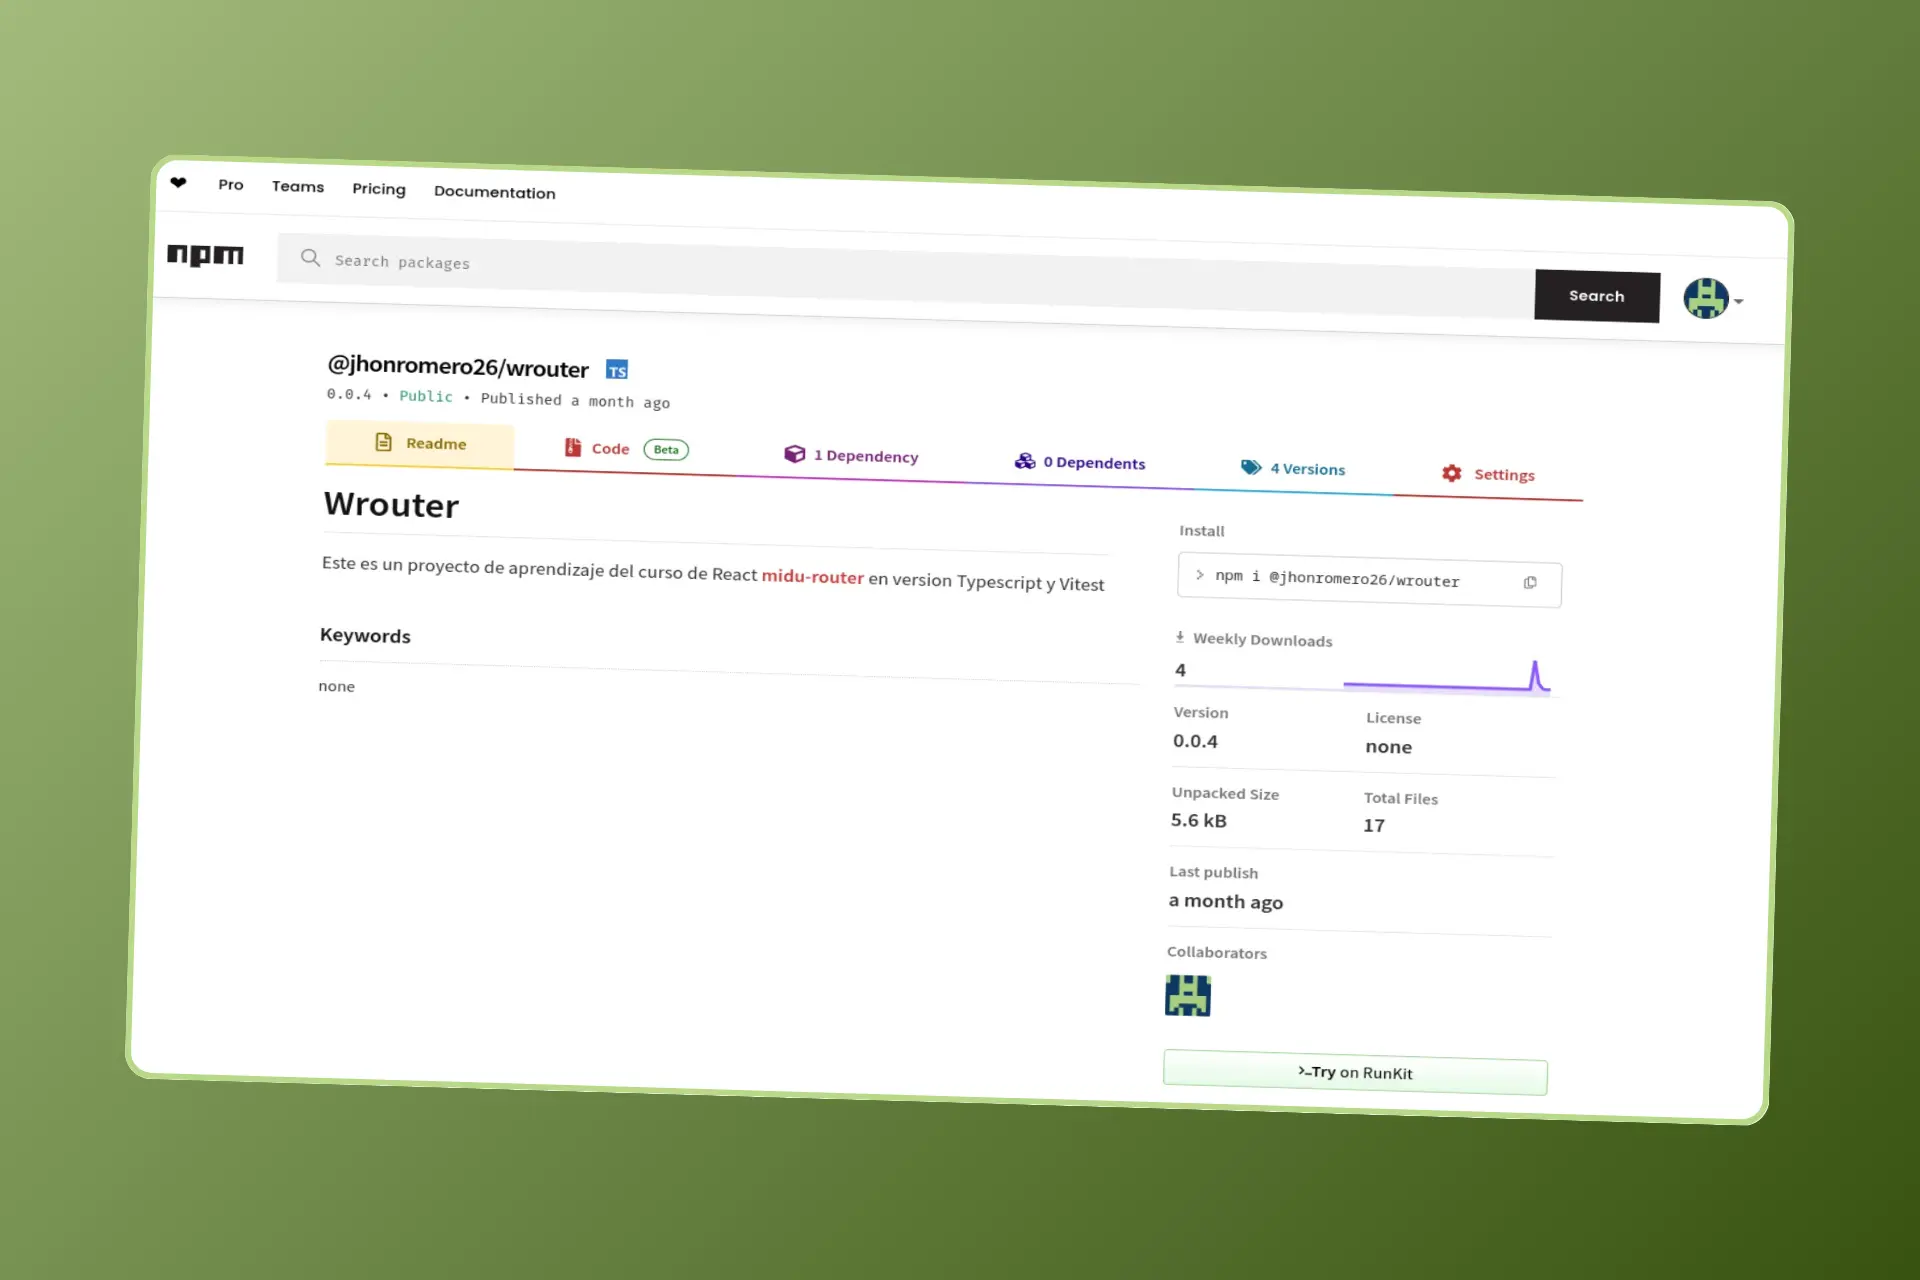 ❤ Pro Teams Pricing Documentation
npm Search packages Search
@jhonromero26/wrouter TS
0.0.4 • Public • Published a month ago
Readme Code Beta 1 Dependency 0 Dependents 4 Versions Settings
Wrouter
Este es un proyecto de aprendizaje del curso de React midu-router en version Typescript y Vitest
Keywords
none
Install
> npm i @jhonromero26/wrouter
Weekly Downloads
4
Version License
0.0.4 none
Unpacked Size Total Files
5.6 kB 17
Last publish
a month ago
Collaborators
>_Try on RunKit